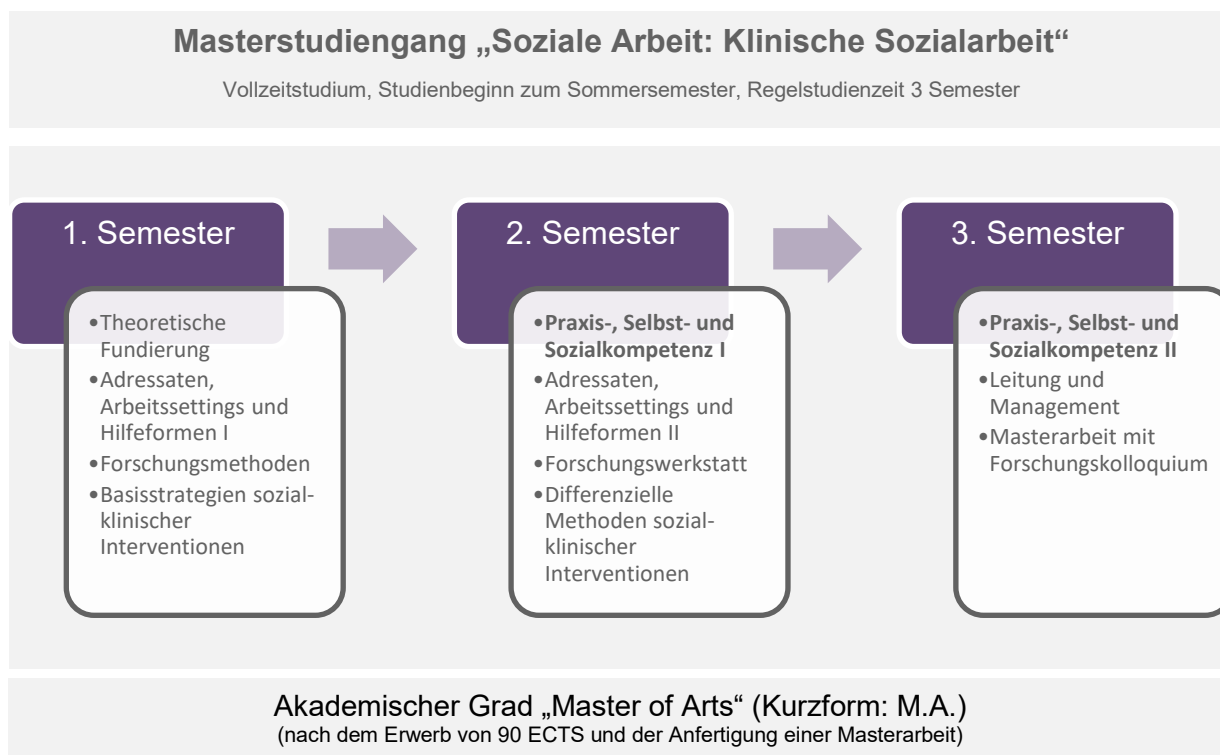 Masterstudiengang „Soziale Arbeit: Klinische Sozialarbeit“
Vollzeitstudium, Studienbeginn zum Sommersemester, Regelstudienzeit 3 Semester
1. Semester
•Theoretische
Fundierung
•Adressaten,
Arbeitssettings und
Hilfeformen I
•Forschungsmethoden
•Basisstrategien sozial-
klinischer
Interventionen
2. Semester
•Praxis-, Selbst- und
Sozialkompetenz I
•Adressaten,
Arbeitssettings und
Hilfeformen II
•Forschungswerkstatt
•Differenzielle
Methoden sozial-
klinischer
Interventionen
3. Semester
•Praxis-, Selbst- und
Sozialkompetenz II
•Leitung und
Management
•Masterarbeit mit
Forschungskolloquium
Akademischer Grad „Master of Arts“ (Kurzform: M.A.)
(nach dem Erwerb von 90 ECTS und der Anfertigung einer Masterarbeit)